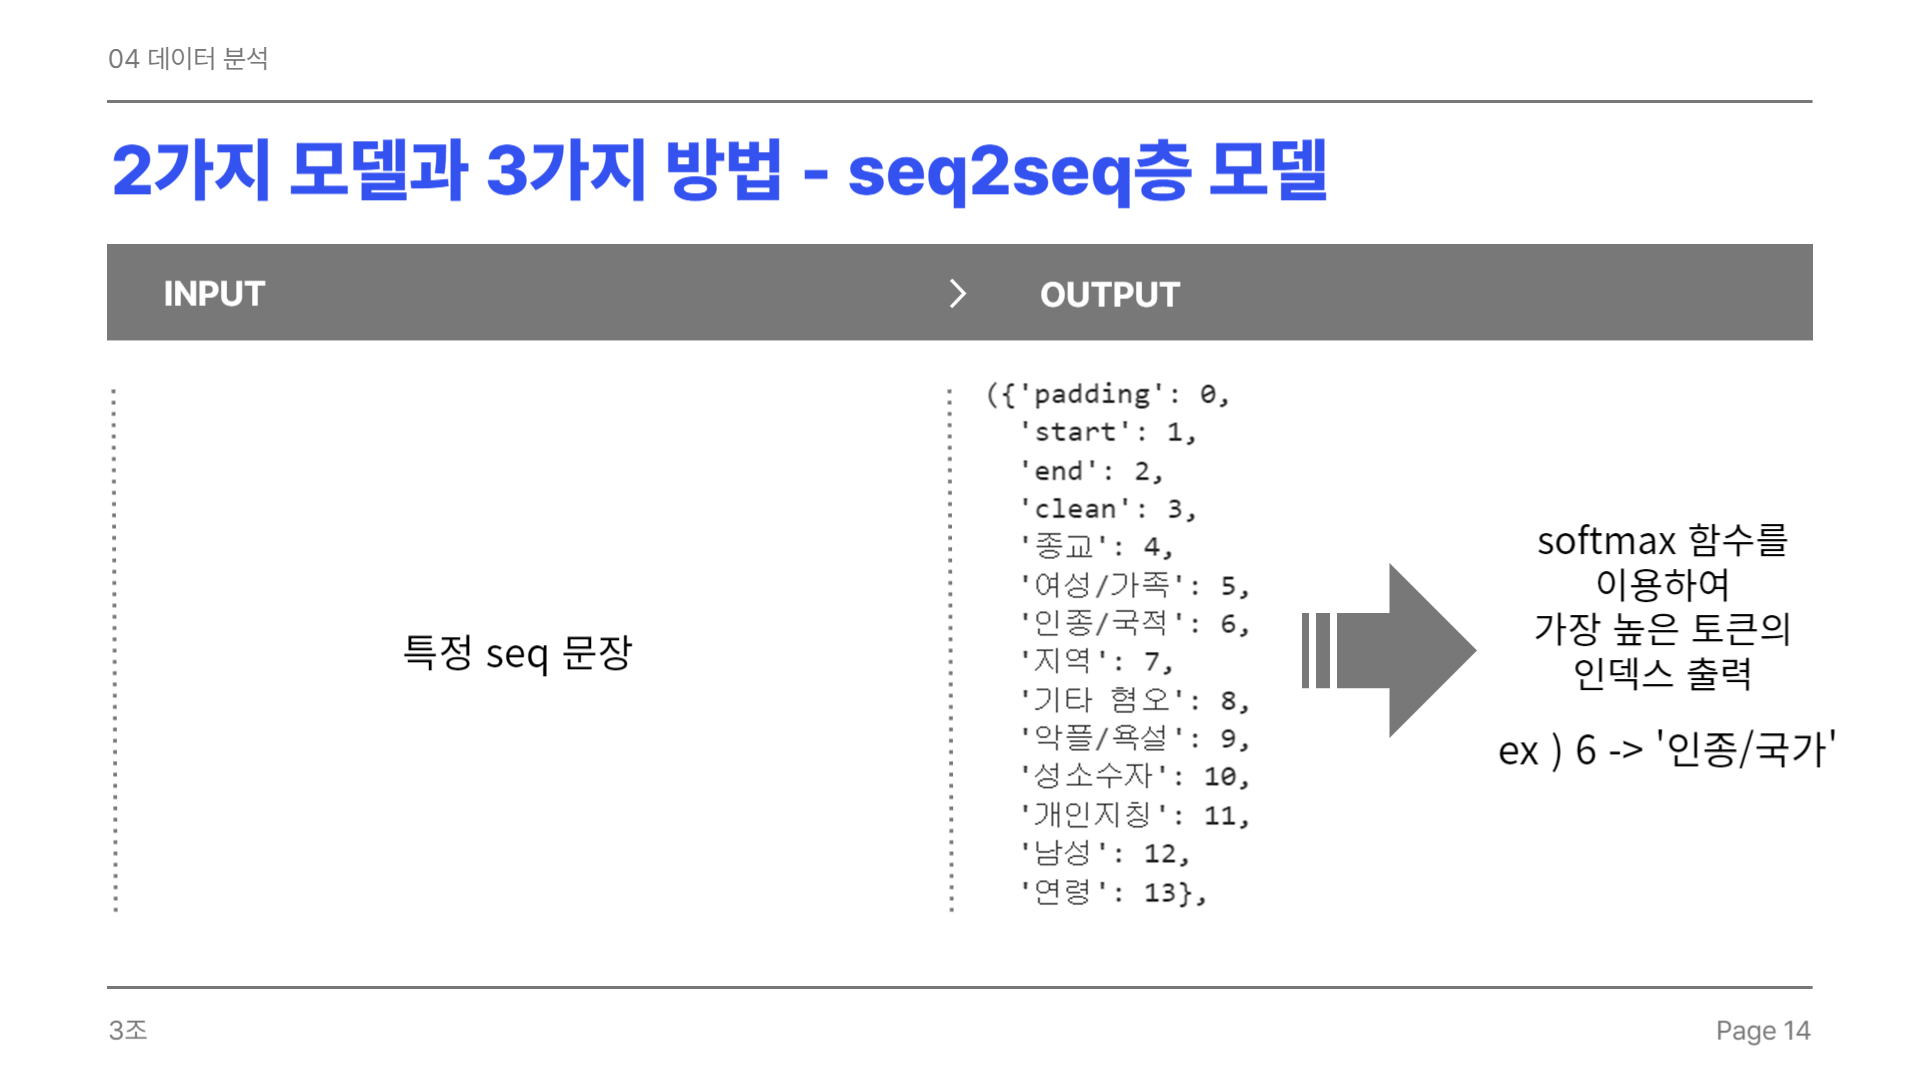 04 데이터 분석
2가지 모델과 3가지 방법 - seq2seq층 모델
INPUT
OUTPUT
특정 seq 문장
({'padding': 0,
'start': 1,
'end': 2,
'clean': 3,
'종교': 4,
'여성/가족': 5,
'인종/국적': 6,
'지역': 7,
'기타 혐오': 8,
'악플/욕설': 9,
'성소수자': 10,
'개인지칭': 11,
'남성': 12,
'연령': 13},
softmax 함수를
이용하여
가장 높은 토큰의
인덱스 출력
ex ) 6 -> '인종/국가'
3조
Page 14